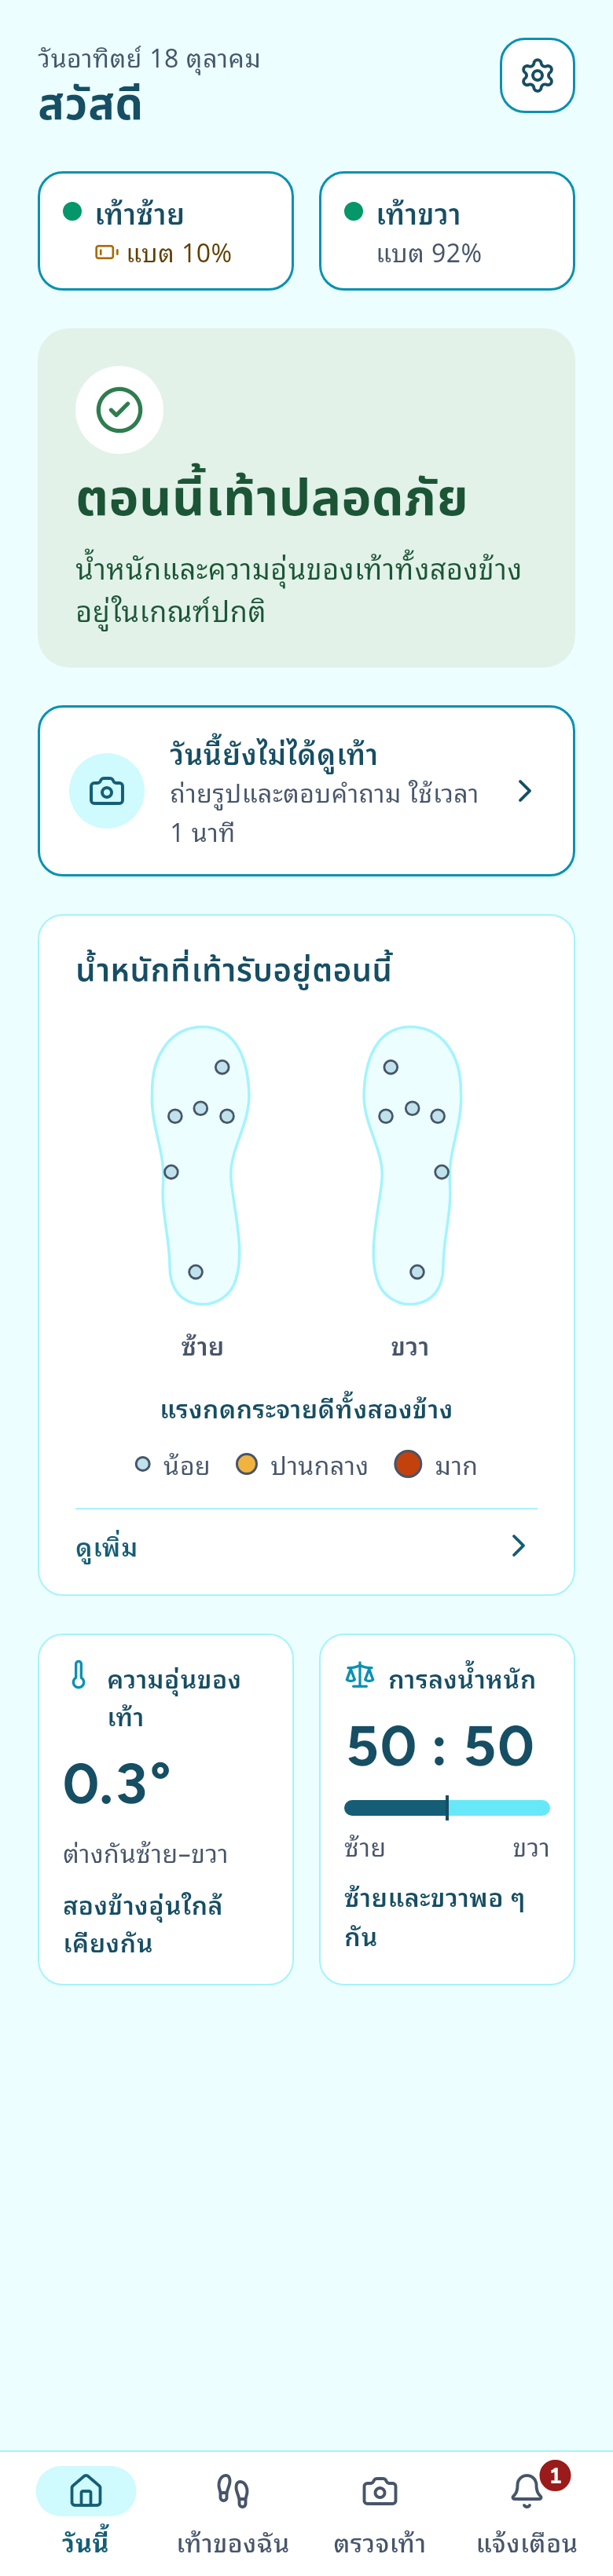 วันอาทิตย์ 18 ตุลาคม
สวัสดี
เท้าซ้าย
แบต 10%
เท้าขวา
แบต 92%
ตอนนี้เท้าปลอดภัย
น้ำหนักและความอุ่นของเท้าทั้งสองข้าง
อยู่ในเกณฑ์ปกติ
วันนี้ยังไม่ได้ดูเท้า
ถ่ายรูปและตอบคำถาม ใช้เวลา
1 นาที
น้ำหนักที่เท้ารับอยู่ตอนนี้
ซ้าย
ขวา
แรงกดกระจายดีทั้งสองข้าง
น้อย
ปานกลาง
มาก
ดูเพิ่ม
ความอุ่นของ
เท้า
0.3°
ต่างกันซ้าย–ขวา
สองข้างอุ่นใกล้
เคียงกัน
การลงน้ำหนัก
50 : 50
ซ้าย
ขวา
ซ้ายและขวาพอ ๆ
กัน
วันนี้
เท้าของฉัน
ตรวจเท้า
1
แจ้งเตือน